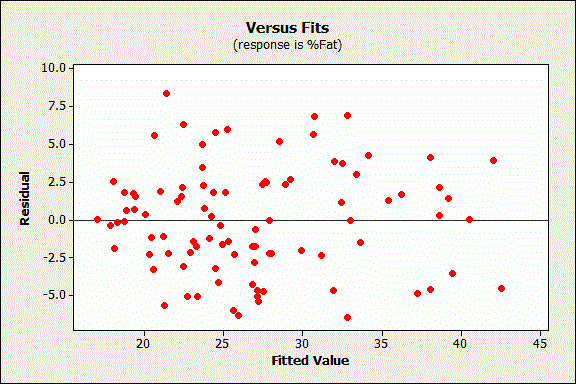 Versus Fits
(response is %Fat)
10.0
7.5
5.0
2.5
0.0
-2.5
-5.0
Residual
20 25 30 35 40 45
Fitted Value